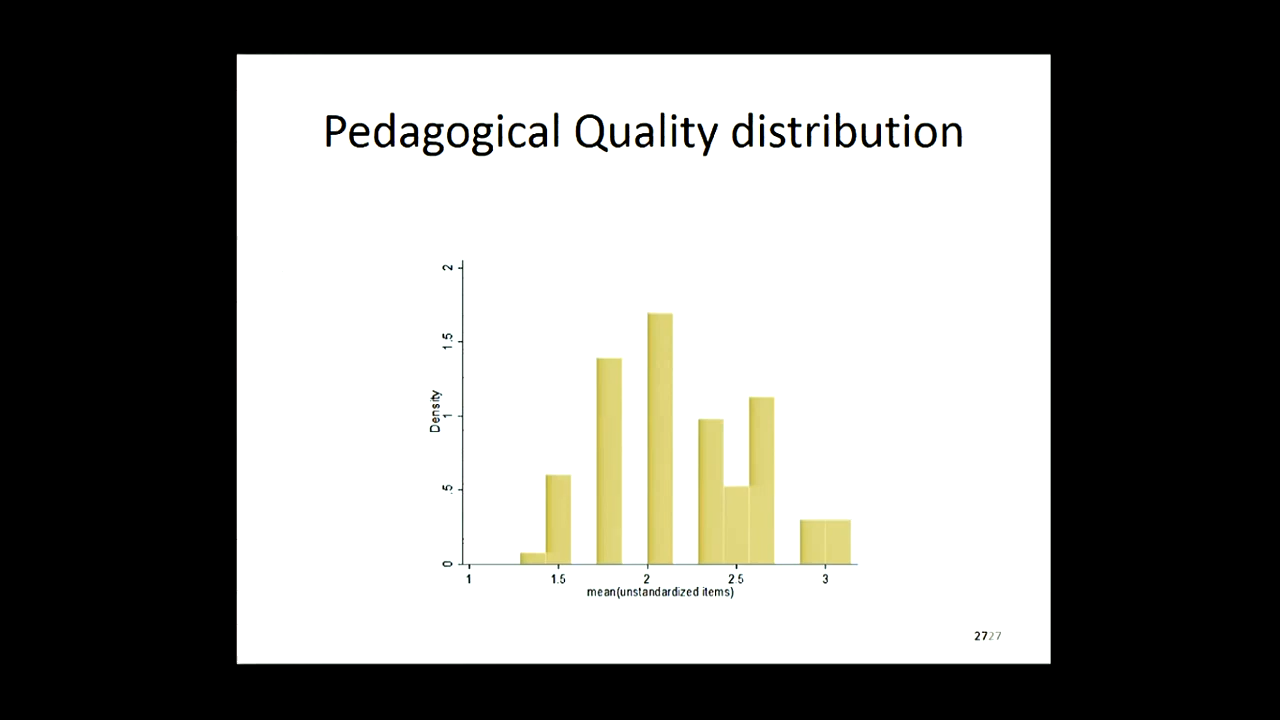 Pedagogical Quality distribution
2
1.5
1
.5
0
Density
1 1.5 2 2.5 3
mean(unstandardized items)
2727